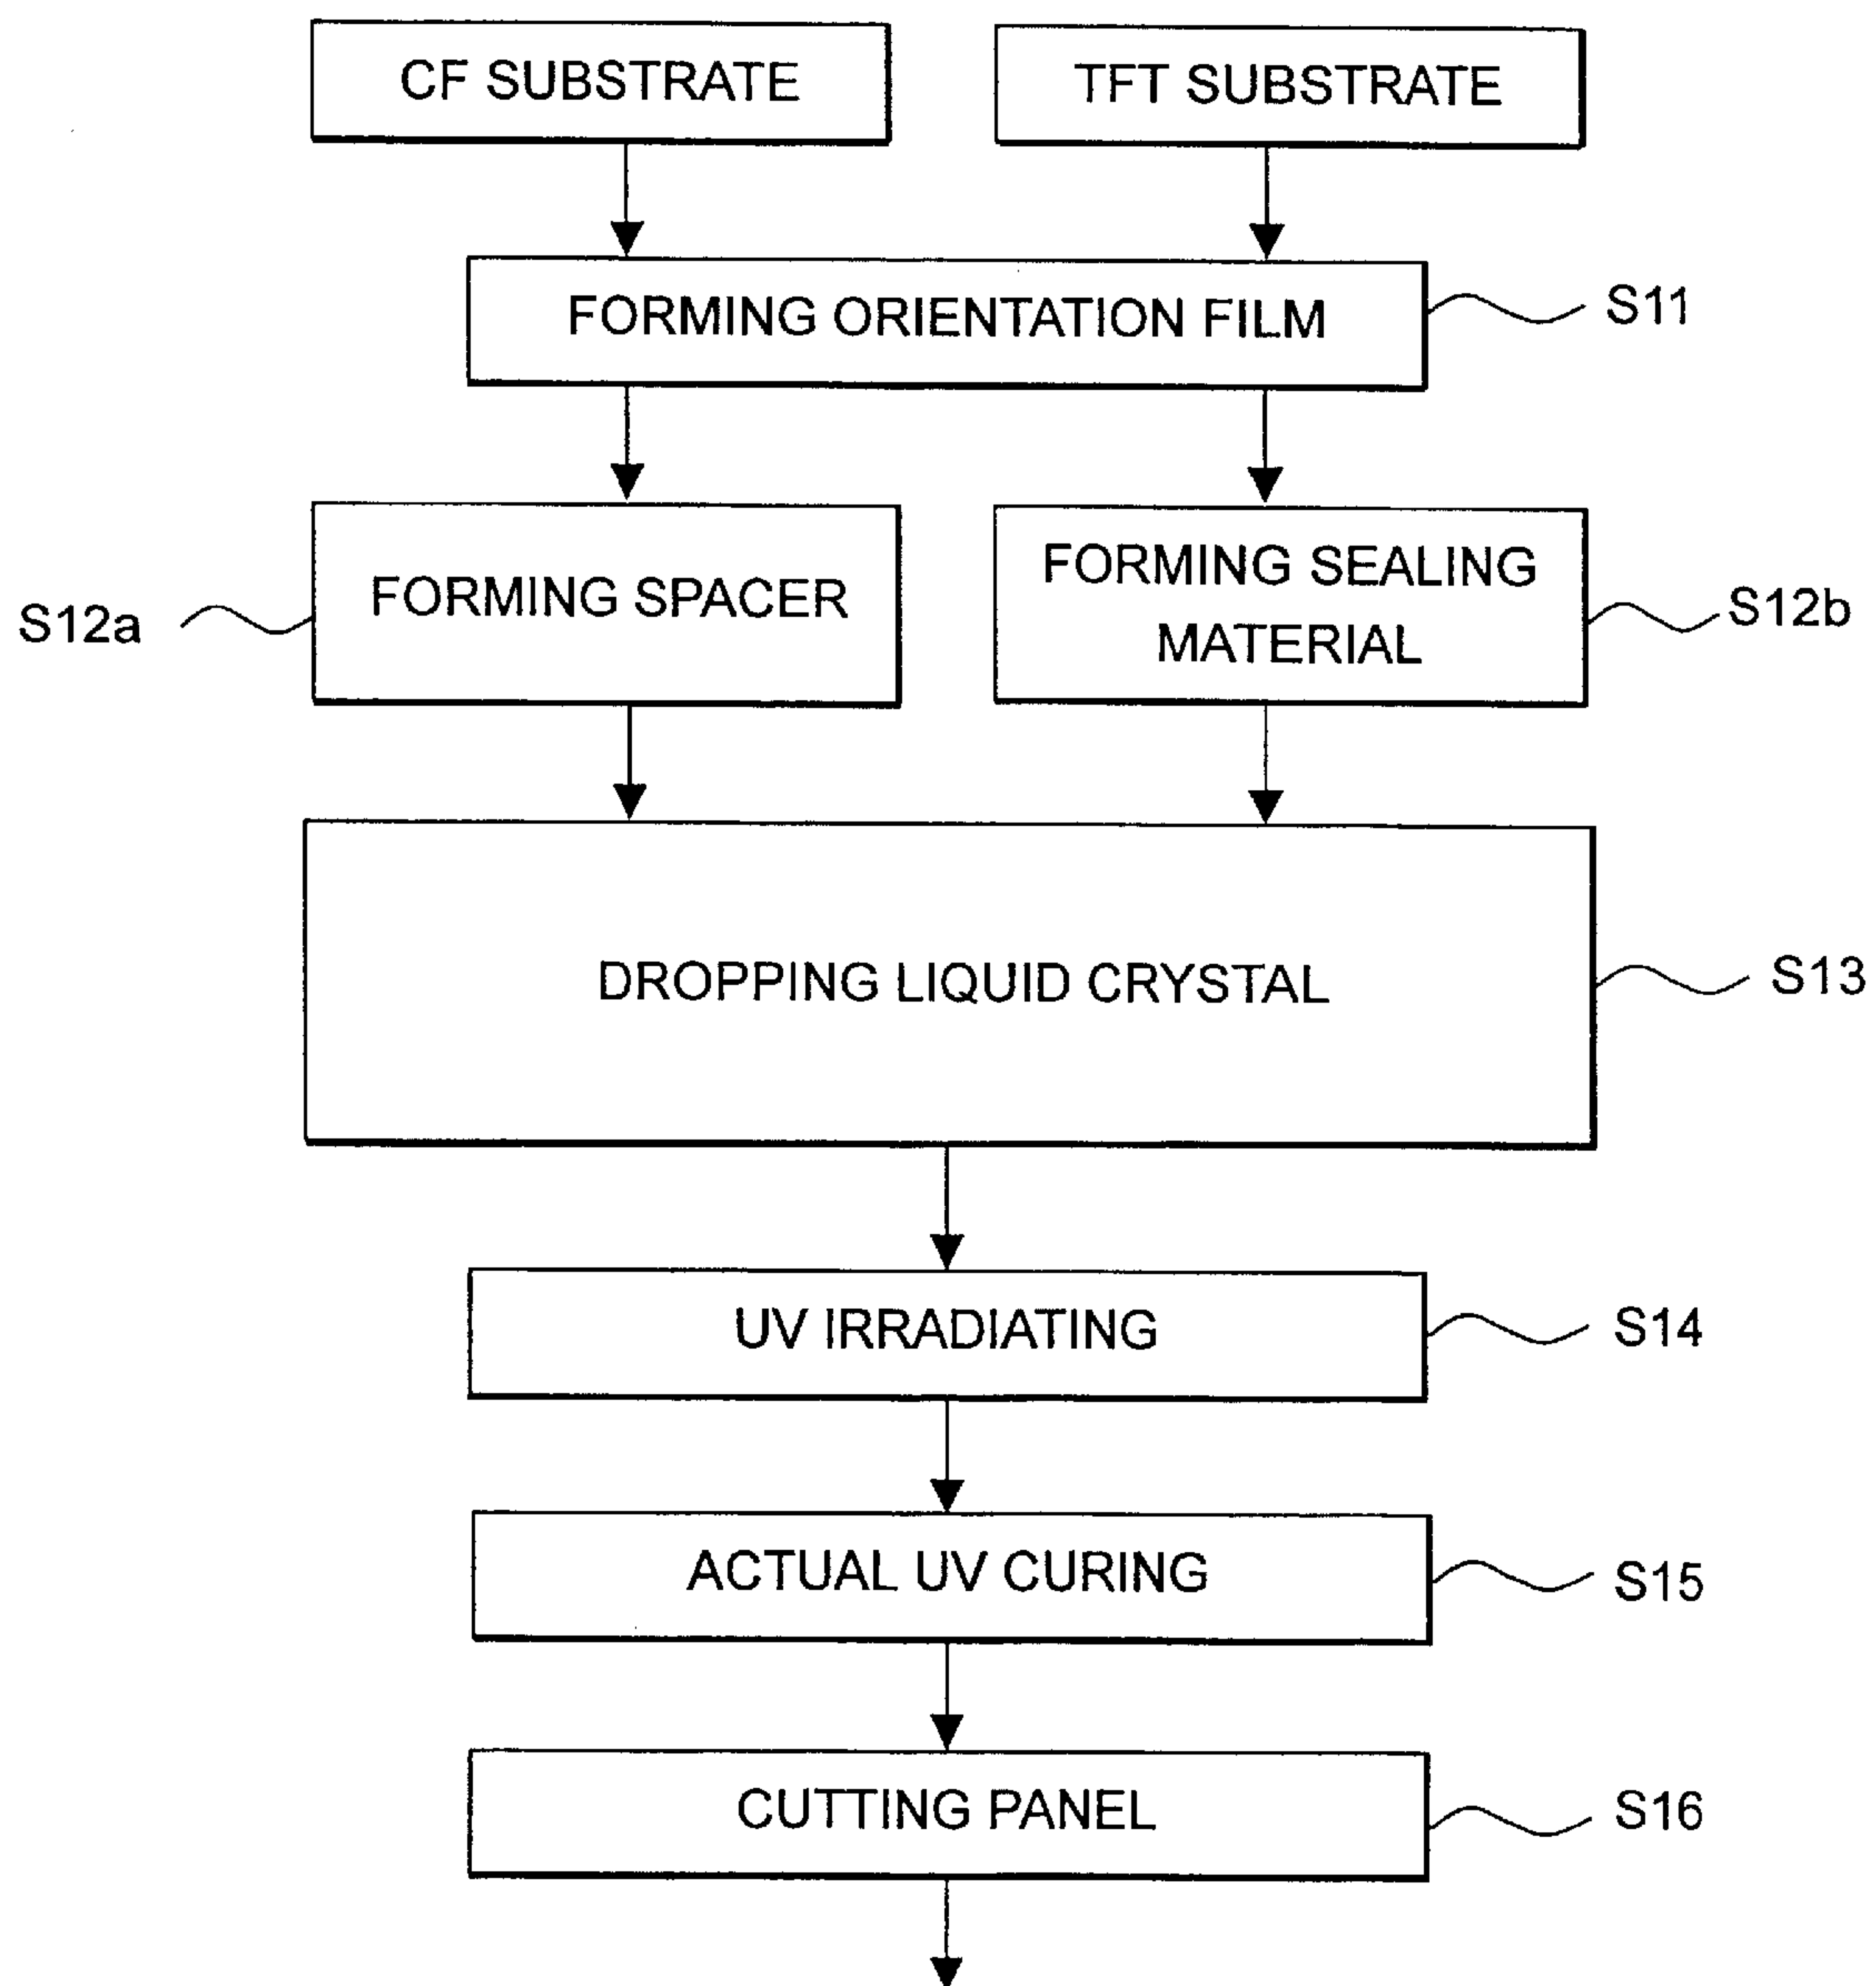 CF SUBSTRATE
TFT SUBSTRATE
FORMING ORIENTATION FILM
S11
S12a
FORMING SPACER
FORMING SEALING
MATERIAL
S12b
DROPPING LIQUID CRYSTAL
S13
UV IRRADIATING
S14
ACTUAL UV CURING
S15
CUTTING PANEL
S16